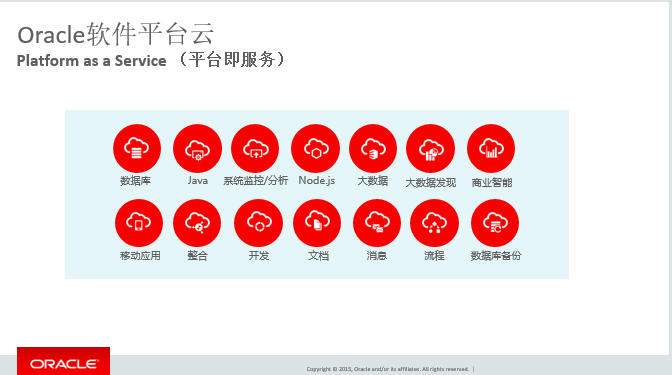 Oracle软件平台云
Platform as a Service （平台即服务）
数据库 Java 系统监控/分析 Node.js 大数据 大数据发现 商业智能
移动应用 整合 开发 文档 消息 流程 数据库备份
ORACLE
Copyright © 2015, Oracle and/or its affiliates. All rights reserved. |